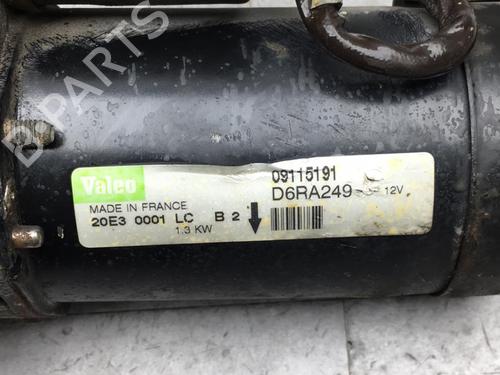 B-PARTS
Valeo
09115191
D6RA249 12V
MADE IN FRANCE
20E3 0001 LC B 2
1.3 KW